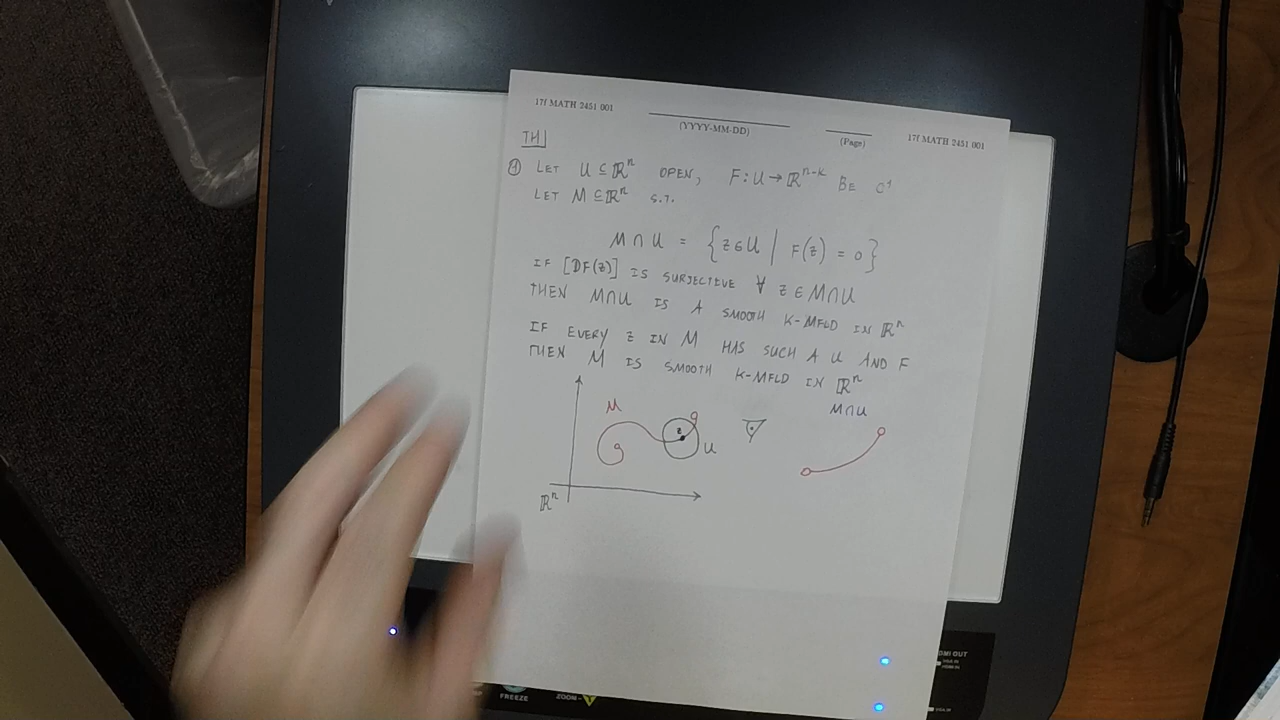 17f MATH 2451 001
(YYYY-MM-DD)
(Page)
17f MATH 2451 001
TH
① LET U ⊆ ℝⁿ OPEN, F : U → ℝⁿ⁻ᵏ BE C¹
LET M ⊆ ℝⁿ S.T.
M ∩ U = { z ∈ U | F(z) = 0 }
IF [DF(z)] IS SURJECTIVE ∀ z ∈ M∩U
THEN M∩U IS A SMOOTH K-MFLD IN ℝⁿ
IF EVERY z IN M HAS SUCH A U AND F
THEN M IS SMOOTH K-MFLD IN ℝⁿ
M∩U
M
z
U
ℝⁿ
FREEZE
ZOOM
HDMI OUT